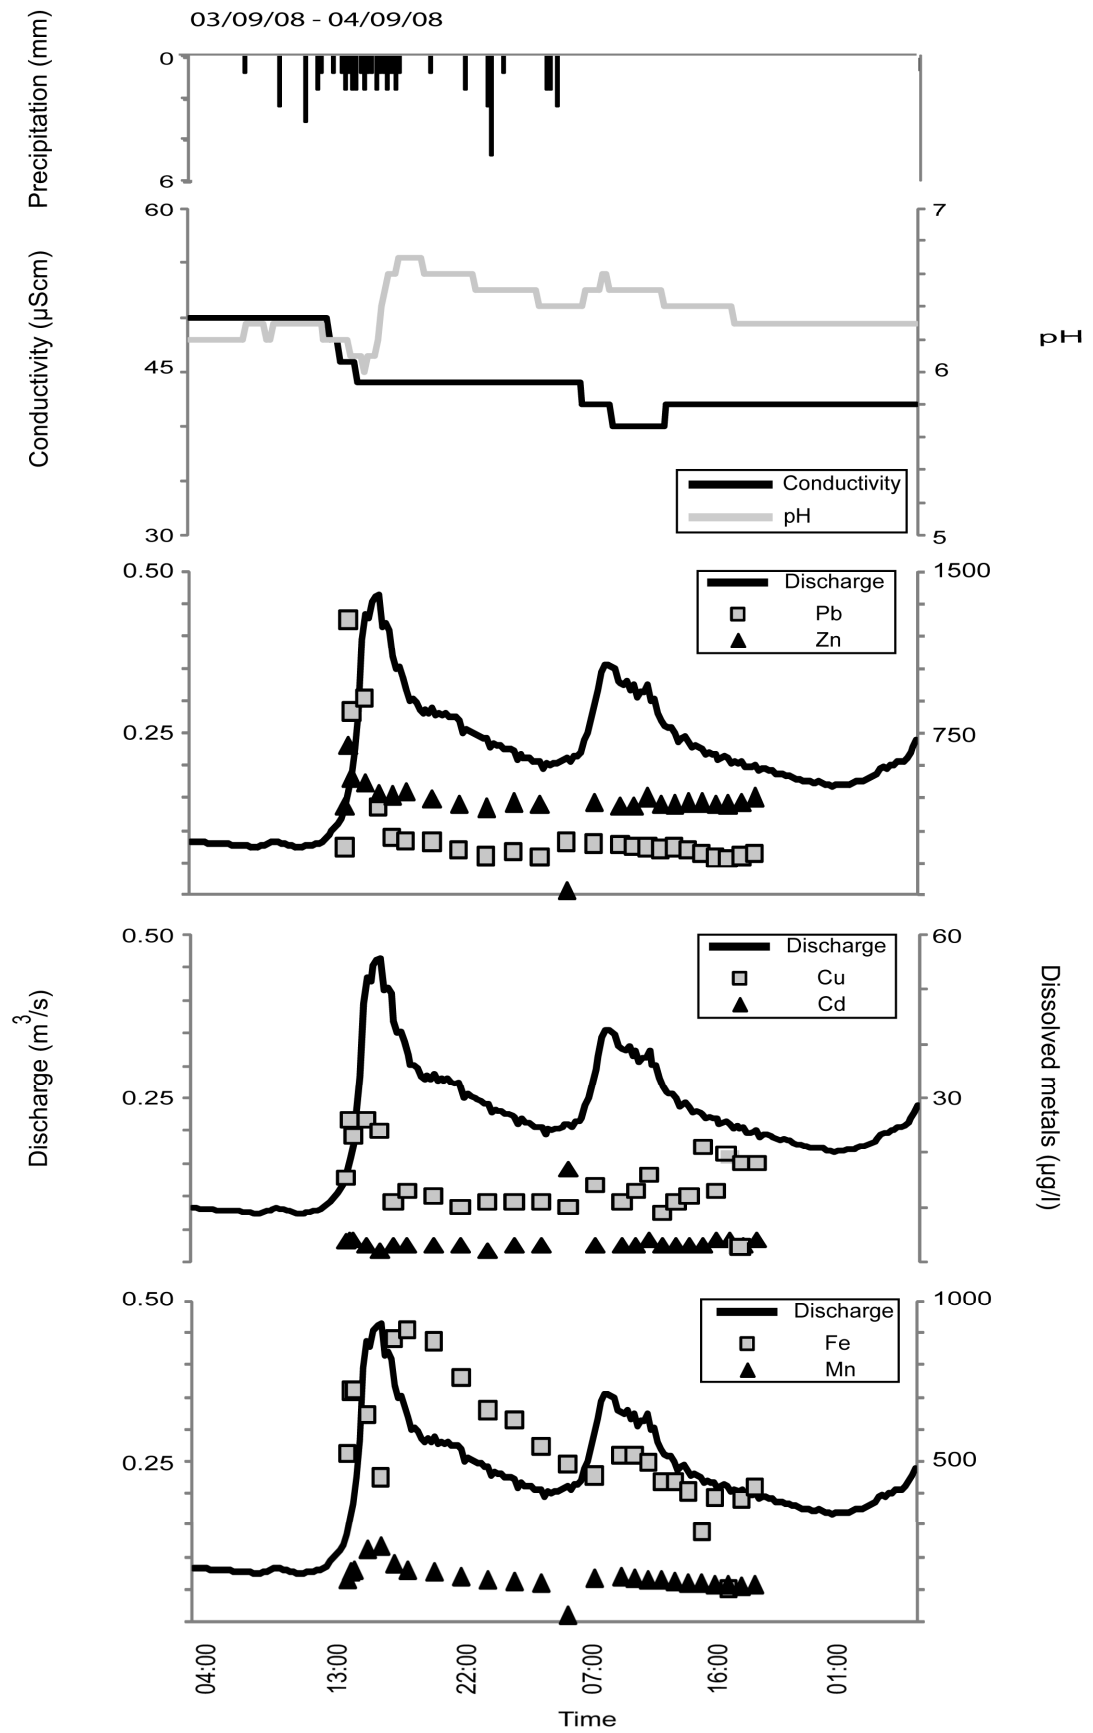 03/09/08 - 04/09/08
Precipitation (mm)
0
6
Conductivity (µScm)
60
45
30
7
6
5
pH
Conductivity
pH
0.50
0.25
1500
750
Discharge
Pb
Zn
Discharge (m³/s)
0.50
0.25
60
30
Dissolved metals (µg/l)
Discharge
Cu
Cd
0.50
0.25
1000
500
Discharge
Fe
Mn
04:00 13:00 22:00 07:00 16:00 01:00
Time